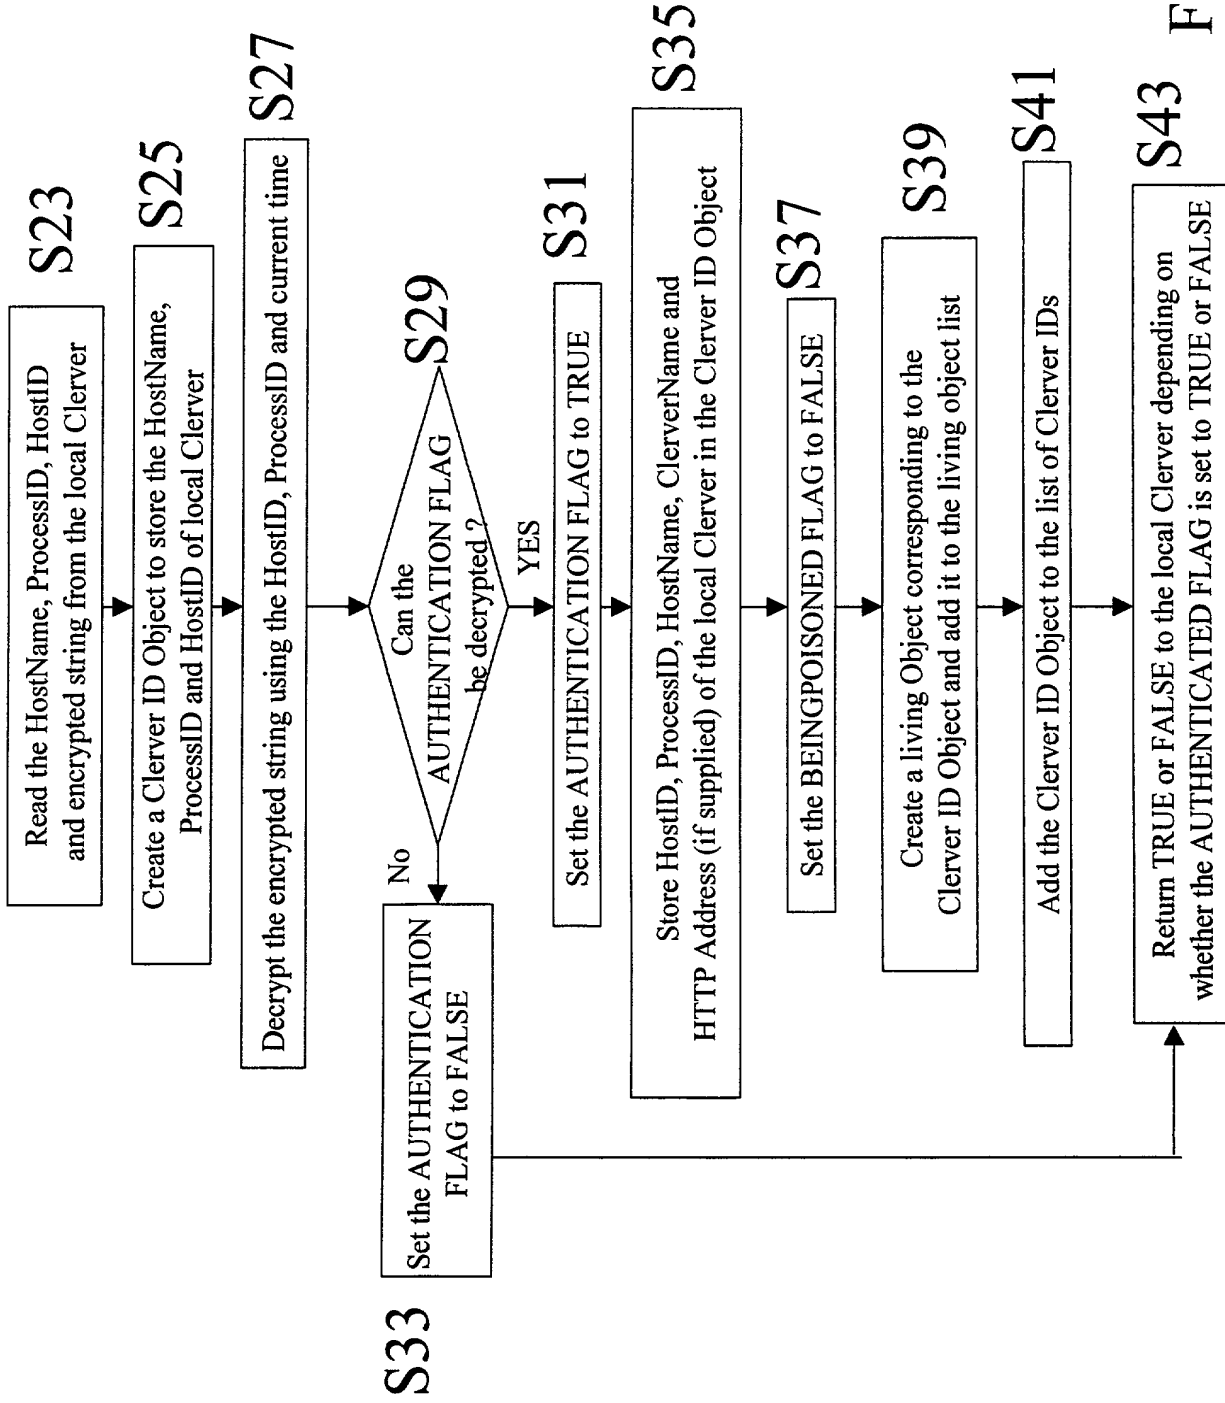 Read the HostName, ProcessID, HostID
and encrypted string from the local Clerver
S23
Create a Clerver ID Object to store the HostName,
ProcessID and HostID of local Clerver
S25
Decrypt the encrypted string using the HostID, ProcessID and current time
S27
Can the
AUTHENTICATION FLAG
be decrypted ?
S29
No
YES
S33
Set the AUTHENTICATION
FLAG to FALSE
Set the AUTHENTICATION FLAG to TRUE
S31
Store HostID, ProcessID, HostName, ClerverName and
HTTP Address (if supplied) of the local Clerver in the Clerver ID Object
S35
Set the BEINGPOISONED FLAG to FALSE
S37
Create a living Object corresponding to the
Clerver ID Object and add it to the living object list
S39
Add the Clerver ID Object to the list of Clerver IDs
S41
Return TRUE or FALSE to the local Clerver depending on
whether the AUTHENTICATED FLAG is set to TRUE or FALSE
S43
F